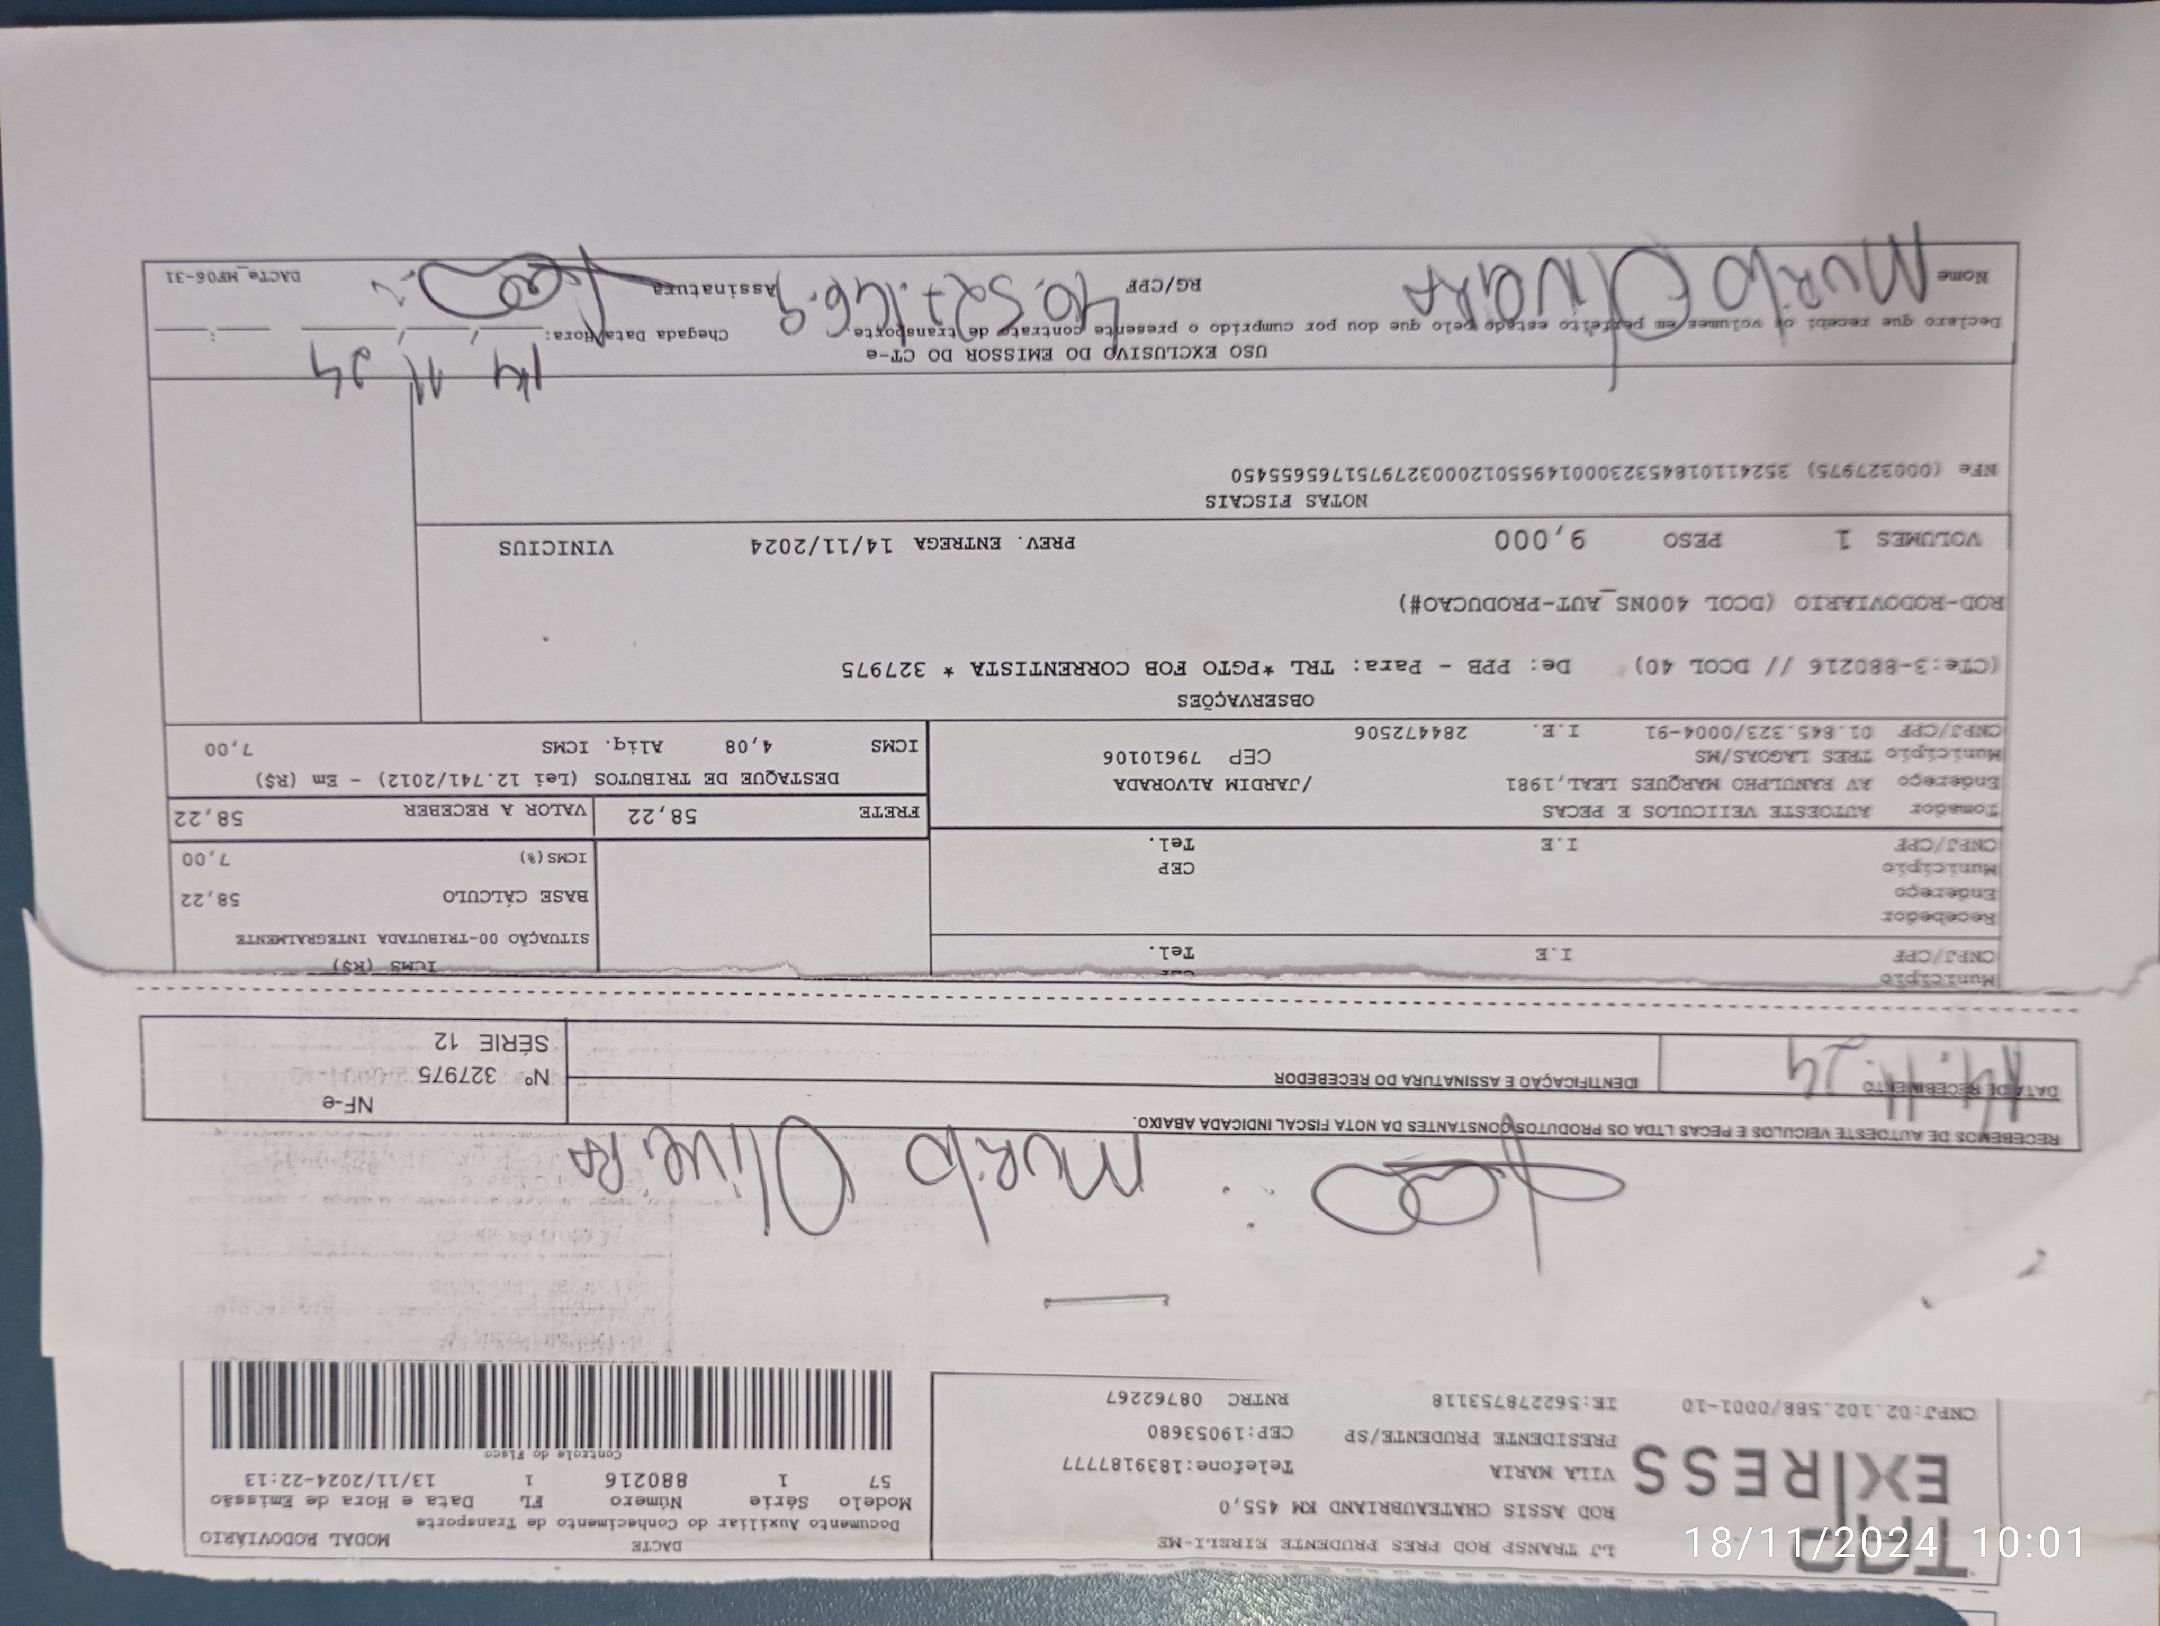 TAP
EXPRESS
LJ TRANSP ROD PRES PRUDENTE EIRELI-ME
ROD ASSIS CHATEAUBRIAND KM 455,0
VILA MARIA Telefone:1839187777
PRESIDENTE PRUDENTE/SP CEP:19053680
CNPJ:02.102.588/0001-10 IE:562278753118 RNTRC 08762267
DACTE MODAL RODOVIÁRIO
Documento Auxiliar do Conhecimento de Transporte
Modelo Série Número FL Data e Hora de Emissão
57 1 880216 1 13/11/2024-22:13
Controle do Fisco
Murilo Oliveira
RECEBEMOS DE AUTOESTE VEICULOS E PECAS LTDA OS PRODUTOS CONSTANTES DA NOTA FISCAL INDICADA ABAIXO.
DATA DE RECEBIMENTO IDENTIFICAÇÃO E ASSINATURA DO RECEBEDOR
14.11.24
NF-e
Nº 327975
SÉRIE 12
Município
CNPJ/CPF I.E Tel.
Recebedor
Endereço
Município CEP
CNPJ/CPF I.E Tel.
ICMS (R$)
SITUAÇÃO 00-TRIBUTADA INTEGRALMENTE
BASE CÁLCULO 58,22
ICMS(%) 7,00
Tomador AUTOESTE VEIICULOS E PECAS
Endereço AV RANULPHO MARQUES LEAL,1981 /JARDIM ALVORADA
Município TRES LAGOAS/MS CEP 79610106
CNPJ/CPF 01.845.323/0004-91 I.E. 284472506
FRETE 58,22 VALOR A RECEBER 58,22
DESTAQUE DE TRIBUTOS (Lei 12.741/2012) - Em (R$)
ICMS 4,08 Aliq. ICMS 7,00
OBSERVAÇÕES
(CTe:3-880216 // DCOL 40) De: PPB - Para: TRL *PGTO FOB CORRENTISTA * 327975
ROD-RODOVIARIO (DCOL 400NS_AUT-PRODUCAO#)
VOLUMES 1 PESO 9,000 PREV. ENTREGA 14/11/2024 VINICIUS
NOTAS FISCAIS
NFe (000327975) 35241101845323000149550120003279751765655450
USO EXCLUSIVO DO EMISSOR DO CT-e
Declaro que recebi os volumes em perfeito estado pelo que dou por cumprido o presente contrato de transporte.
Chegada Data/Hora: 14 / 11 / 24
Nome Murilo Oliveira RG/CPF 40.527.166.9 Assinatura
DACTe_MF06-31
18/11/2024 10:01